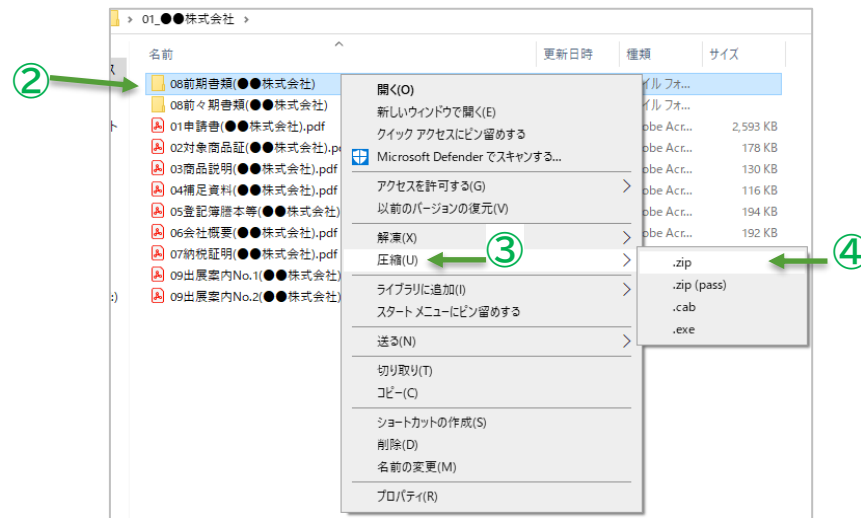 › 01_●●株式会社 ›
名前 更新日時 種類 サイズ
②
08前期書類(●●株式会社) イル フォ...
08前々期書類(●●株式会社) イル フォ...
01申請書(●●株式会社).pdf obe Acr... 2,593 KB
02対象商品証(●●株式会社).p obe Acr... 178 KB
03商品説明(●●株式会社).pdf obe Acr... 130 KB
04補足資料(●●株式会社).pdf obe Acr... 116 KB
05登記簿謄本等(●●株式会社) obe Acr... 194 KB
06会社概要(●●株式会社).pdf obe Acr... 192 KB
07納税証明(●●株式会社).pdf
09出展案内No.1(●●株式会社)
09出展案内No.2(●●株式会社)
開く(O)
新しいウィンドウで開く(E)
クイック アクセスにピン留めする
Microsoft Defender でスキャンする...
アクセスを許可する(G)
以前のバージョンの復元(V)
解凍(X)
圧縮(U)
③
ライブラリに追加(I)
スタート メニューにピン留めする
送る(N)
切り取り(T)
コピー(C)
ショートカットの作成(S)
削除(D)
名前の変更(M)
プロパティ(R)
.zip
④
.zip (pass)
.cab
.exe